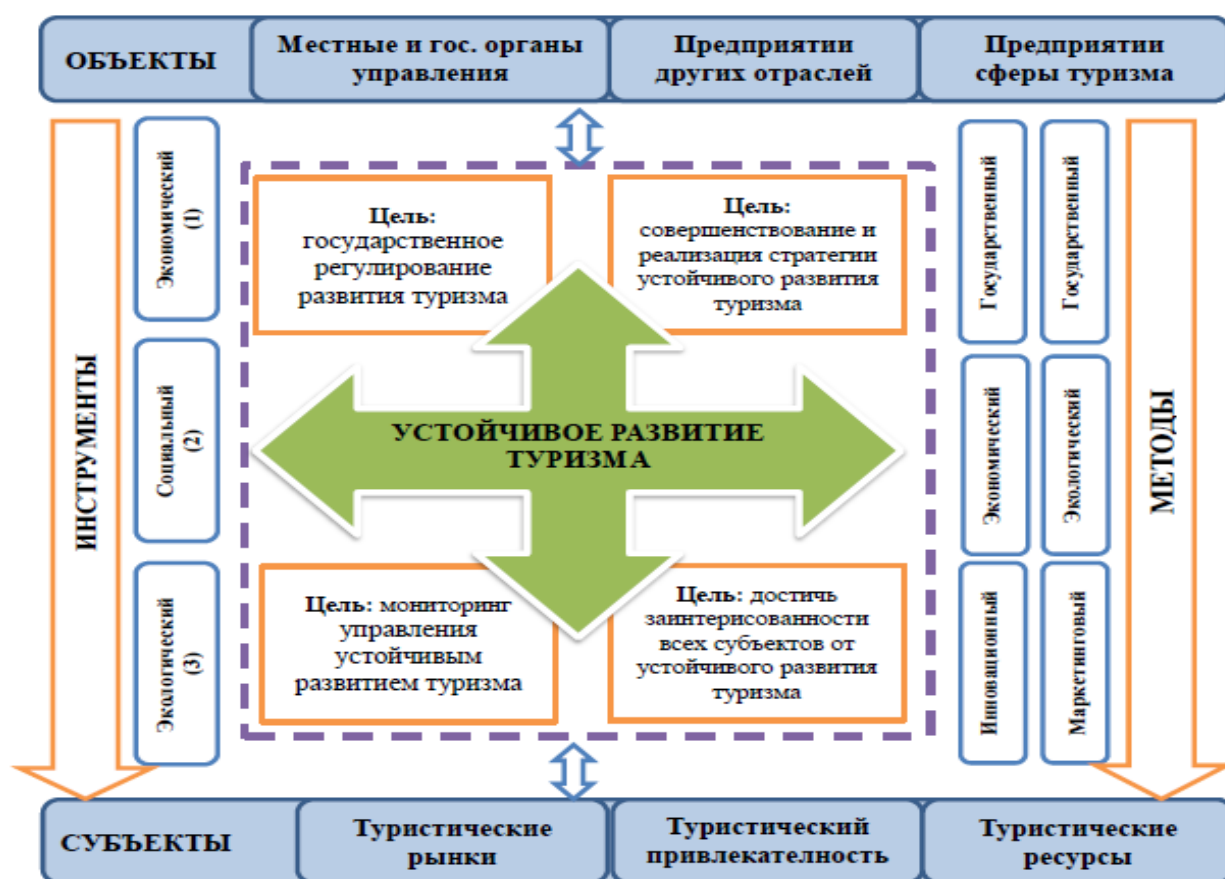 ОБЪЕКТЫ
Местные и гос. органы
управления
Предприятии
других отраслей
Предприятии
сферы туризма
ИНСТРУМЕНТЫ
Экономический
(1)
Социальный
(2)
Экологический
(3)
Цель:
государственное
регулирование
развития туризма
Цель:
совершенствование и
реализация стратегии
устойчивого развития
туризма
УСТОЙЧИВОЕ РАЗВИТИЕ
ТУРИЗМА
Цель: мониторинг
управления
устойчивым
развитием туризма
Цель: достичь
заинтерисованности
всех субъектов от
устойчивого развития
туризма
Государственный
Государственный
Экономический
Экологический
Инновационный
Маркетинговый
МЕТОДЫ
СУБЪЕКТЫ
Туристические
рынки
Туристический
привлекателность
Туристические
ресурсы